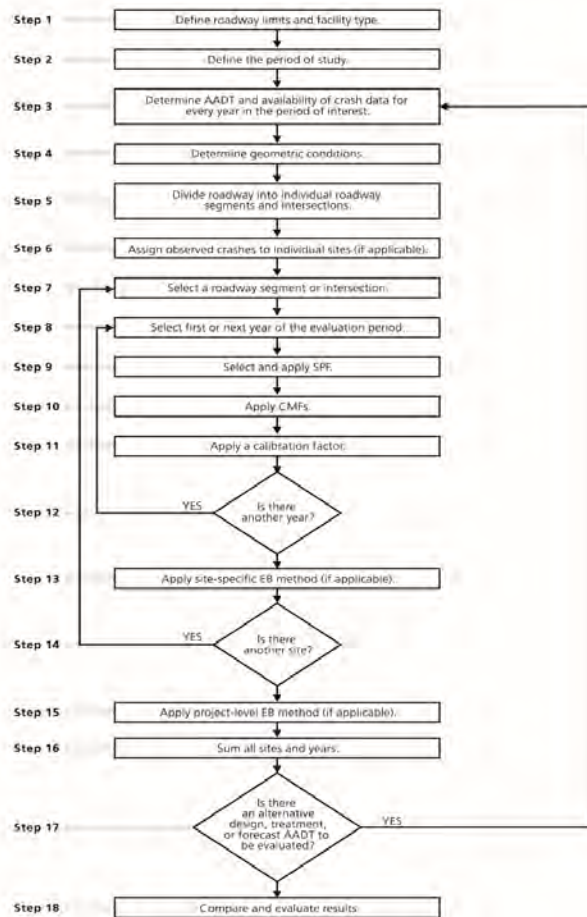 Step 1
Define roadway limits and facility type.
Step 2
Define the period of study.
Step 3
Determine AADT and availability of crash data for
every year in the period of interest.
Step 4
Determine geometric conditions.
Step 5
Divide roadway into individual roadway
segments and intersections.
Step 6
Assign observed crashes to individual sites (if applicable).
Step 7
Select a roadway segment or intersection.
Step 8
Select first or next year of the evaluation period.
Step 9
Select and apply SPF.
Step 10
Apply CMFs.
Step 11
Apply a calibration factor.
Step 12
YES
Is there
another year?
Step 13
Apply site-specific EB method (if applicable).
Step 14
YES
Is there
another site?
Step 15
Apply project-level EB method (if applicable).
Step 16
Sum all sites and years.
Step 17
Is there
an alternative
design, treatment,
or forecast AADT to
be evaluated?
YES
Step 18
Compare and evaluate results.